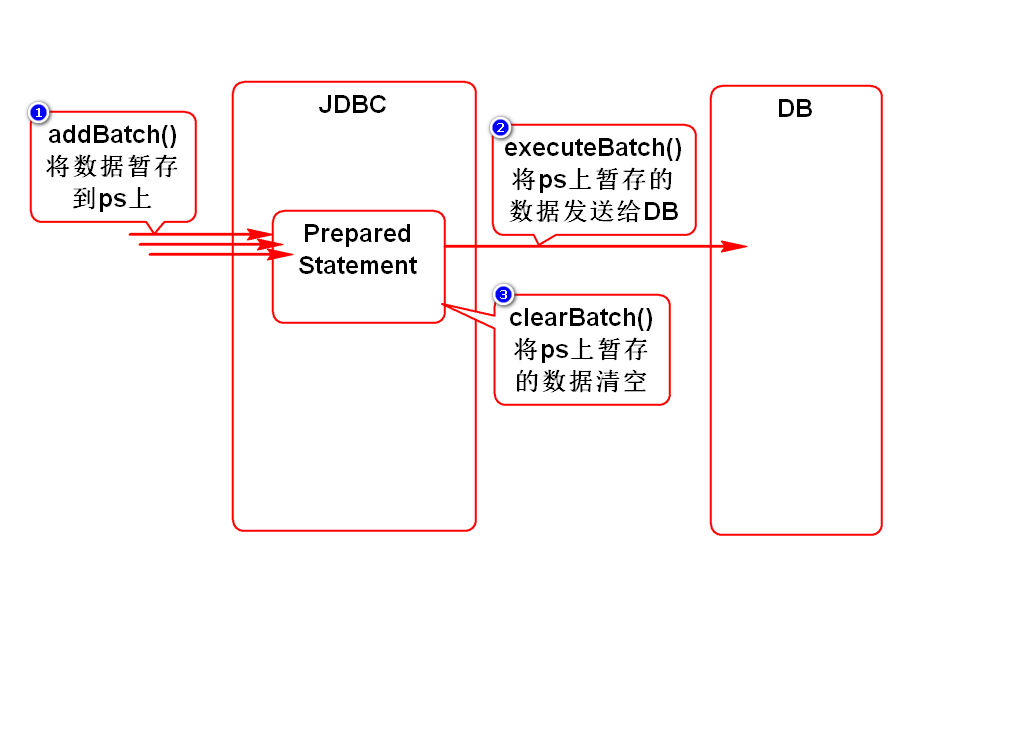 JDBC
DB
1
addBatch()
将数据暂存
到ps上
2
executeBatch()
将ps上暂存的
数据发送给DB
Prepared
Statement
3
clearBatch()
将ps上暂存
的数据清空